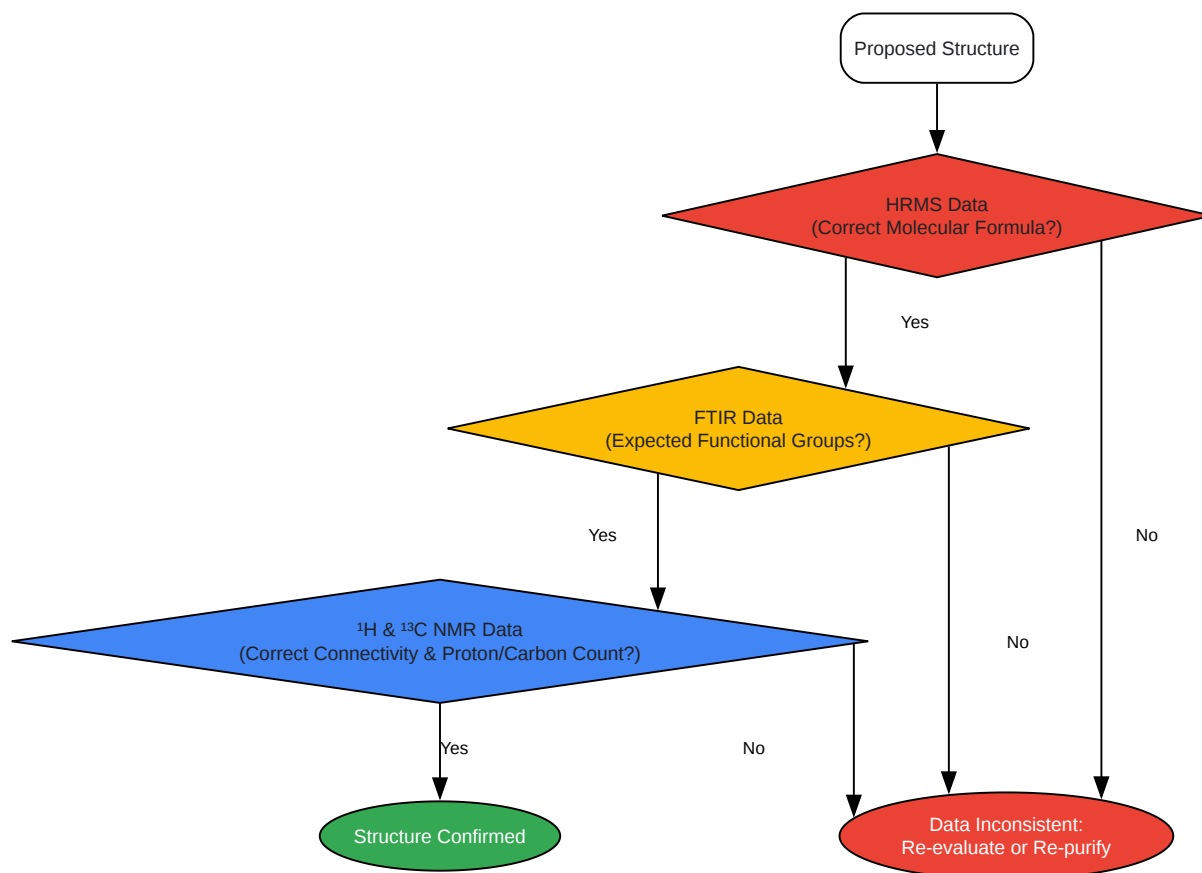 Proposed Structure
HRMS Data
(Correct Molecular Formula?)
Yes
FTIR Data
(Expected Functional Groups?)
Yes
No
¹H & ¹³C NMR Data
(Correct Connectivity & Proton/Carbon Count?)
No
Yes
No
Structure Confirmed
Data Inconsistent:
Re-evaluate or Re-purify